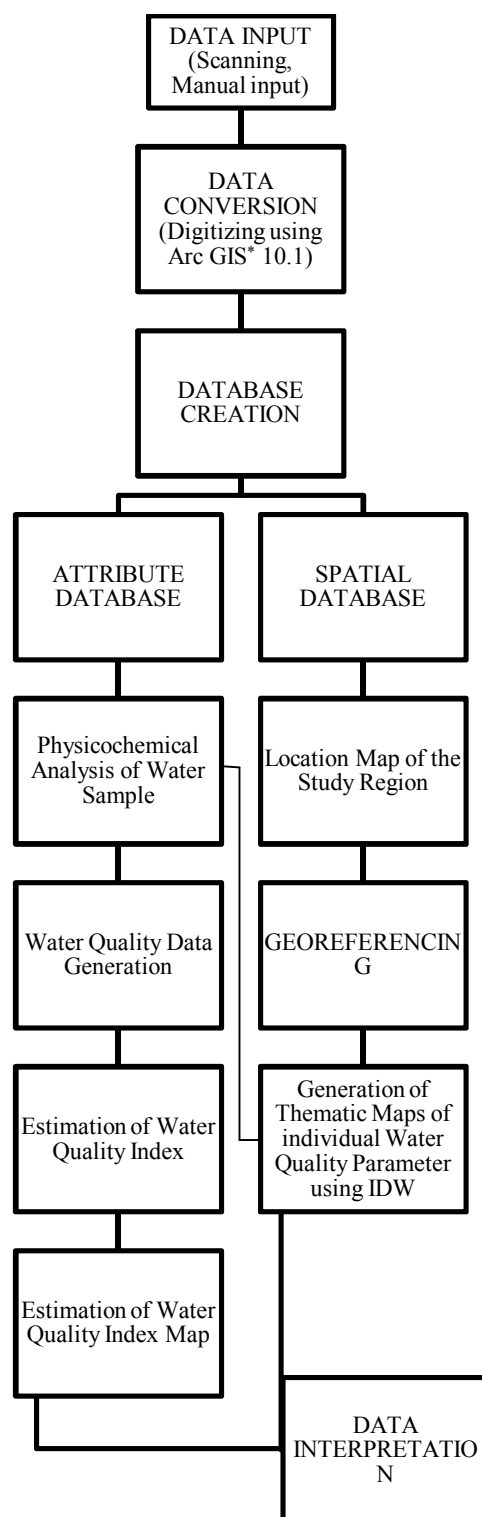 DATA INPUT
(Scanning,
Manual input)
DATA
CONVERSION
(Digitizing using
Arc GIS* 10.1)
DATABASE
CREATION
ATTRIBUTE
DATABASE
SPATIAL
DATABASE
Physicochemical
Analysis of Water
Sample
Location Map of the
Study Region
Water Quality Data
Generation
GEOREFERENCIN
G
Estimation of Water
Quality Index
Generation of
Thematic Maps of
individual Water
Quality Parameter
using IDW
Estimation of Water
Quality Index Map
DATA
INTERPRETATIO
N